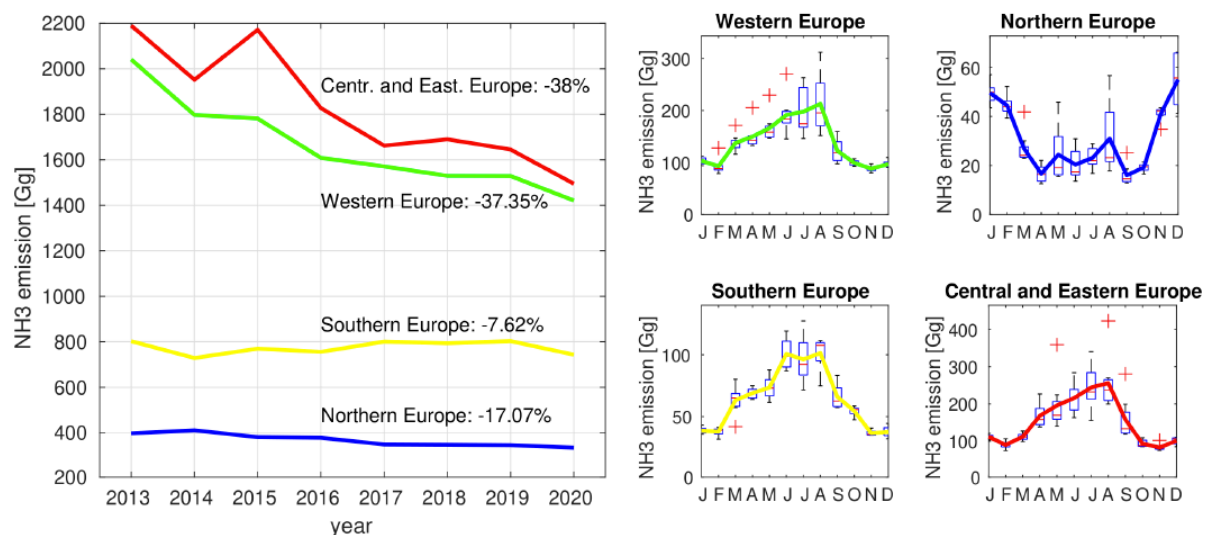 NH3 emission [Gg]
2200
2000
1800
1600
1400
1200
1000
800
600
400
200
Centr. and East. Europe: -38%
Western Europe: -37.35%
Southern Europe: -7.62%
Northern Europe: -17.07%
2013 2014 2015 2016 2017 2018 2019 2020
year
Western Europe
NH3 emission [Gg]
300
200
100
0
J F M A M J J A S O N D
Northern Europe
NH3 emission [Gg]
60
40
20
0
J F M A M J J A S O N D
Southern Europe
NH3 emission [Gg]
100
50
0
J F M A M J J A S O N D
Central and Eastern Europe
NH3 emission [Gg]
400
300
200
100
0
J F M A M J J A S O N D